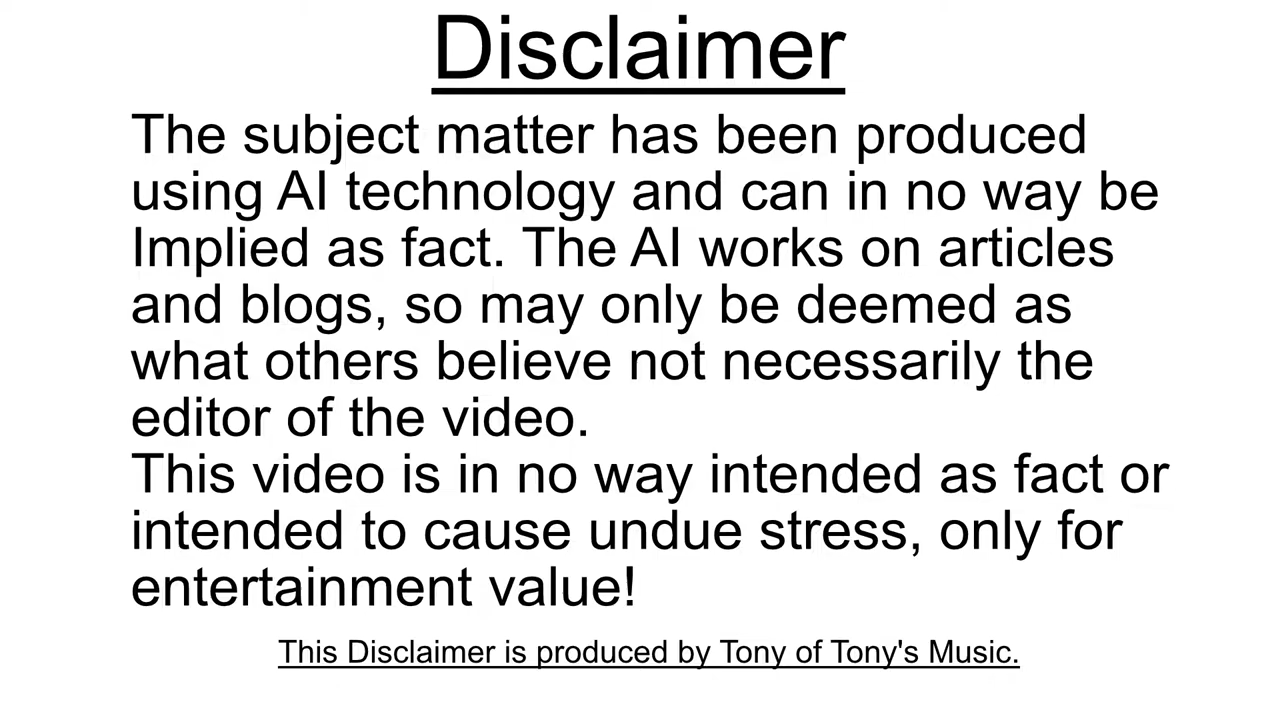 Disclaimer
The subject matter has been produced
using AI technology and can in no way be
Implied as fact. The AI works on articles
and blogs, so may only be deemed as
what others believe not necessarily the
editor of the video.
This video is in no way intended as fact or
intended to cause undue stress, only for
entertainment value!
This Disclaimer is produced by Tony of Tony's Music.